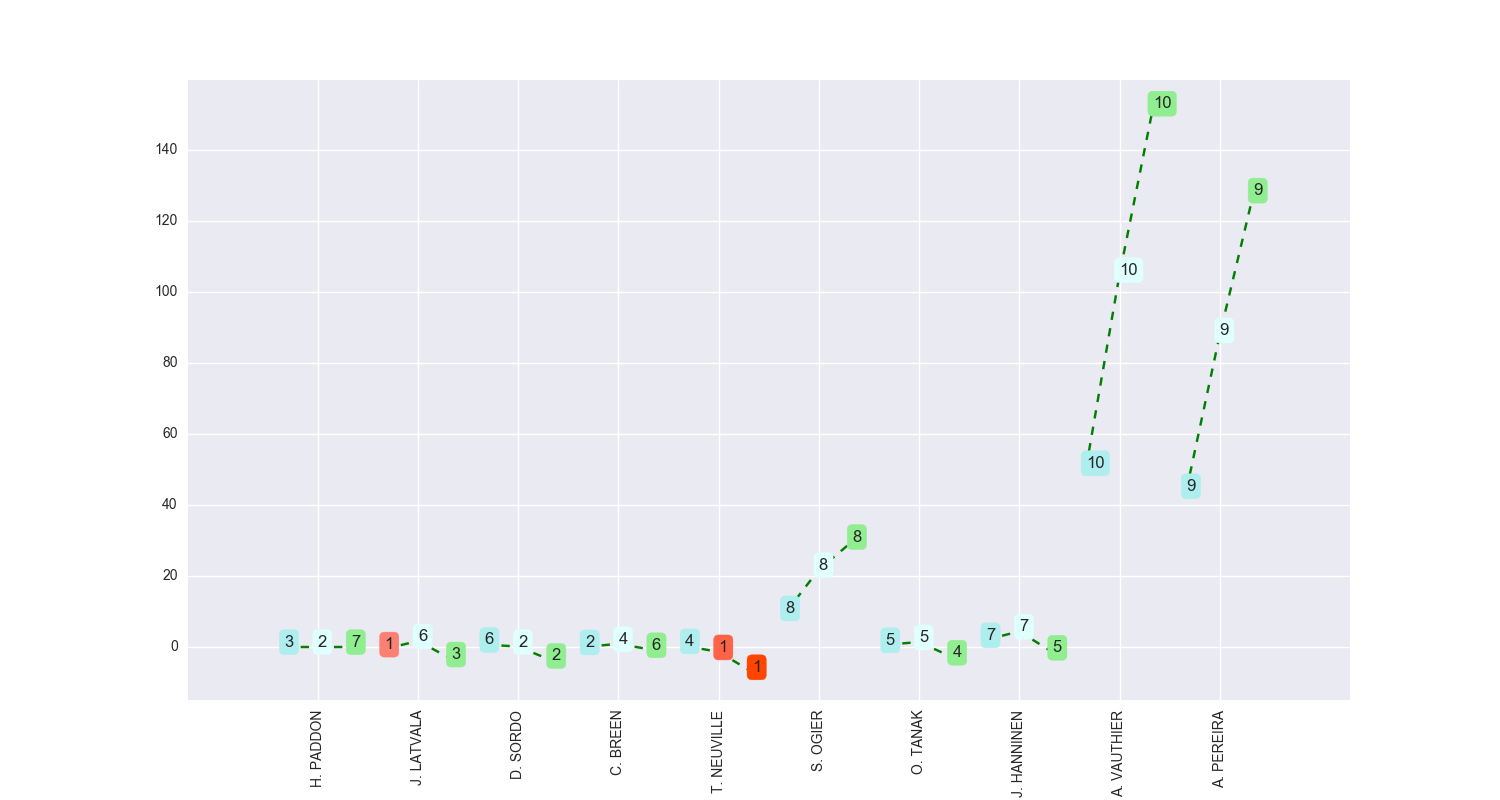 140
120
100
80
60
40
20
0
3 2 7
1 6 3
6 2 2
2 4 6
4 1 1
8 8 8
5 5 4
7 7 5
10 10 10
9 9 9
H. PADDON
J. LATVALA
D. SORDO
C. BREEN
T. NEUVILLE
S. OGIER
O. TANAK
J. HANNINEN
A. VAUTHIER
A. PEREIRA